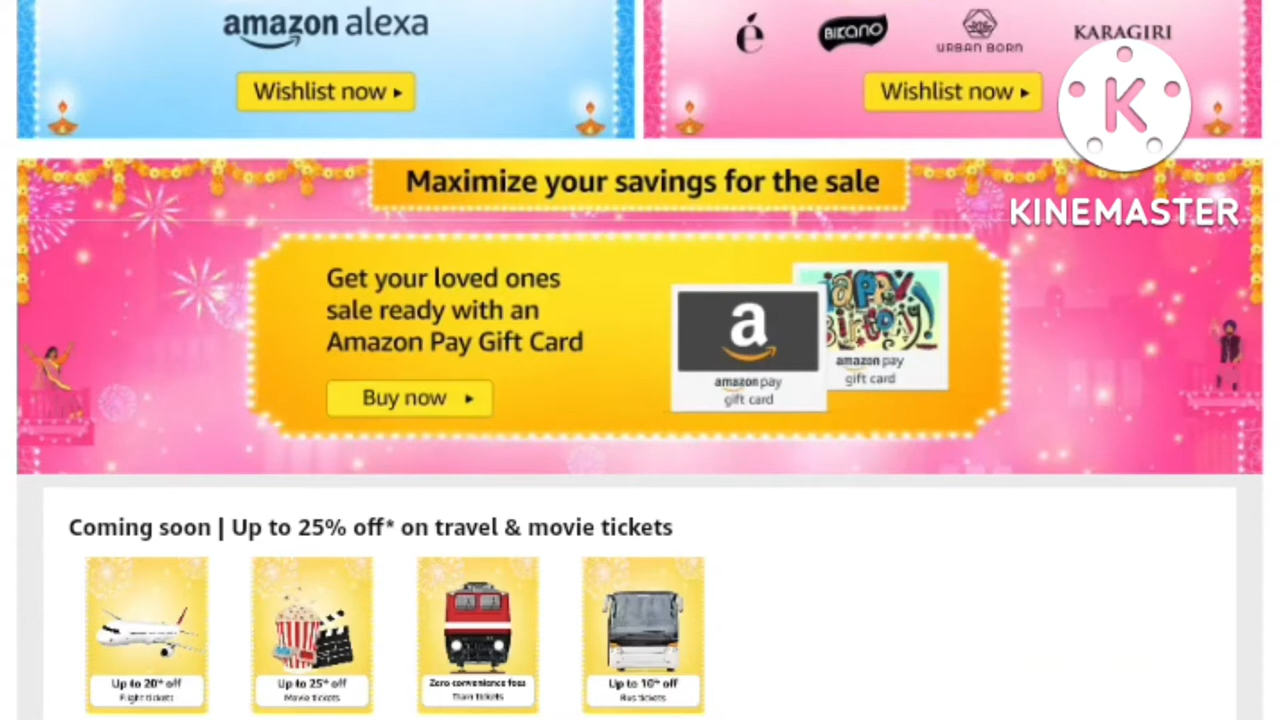 amazon alexa
Wishlist now
é
BIKANO
URBAN BORN
KARAGIRI
Wishlist now
K
KINEMASTER
Maximize your savings for the sale
Get your loved ones
sale ready with an
Amazon Pay Gift Card
Buy now
a
amazon pay
gift card
HAPPY
BIRTHDAY!
amazon pay
gift card
Coming soon | Up to 25% off* on travel & movie tickets
Up to 20* off
Flight tickets
Up to 25* off
Movie tickets
Zero convenience fees
Train tickets
Up to 10* off
Bus tickets